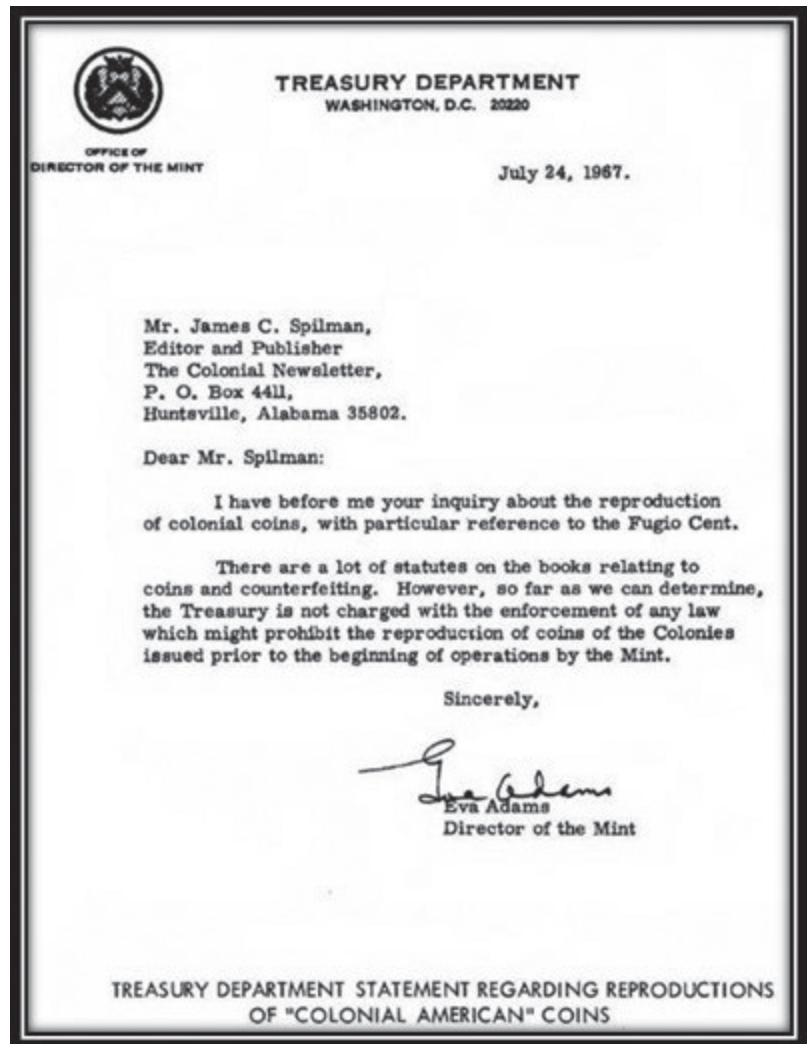 TREASURY DEPARTMENT
WASHINGTON, D.C. 20220
OFFICE OF
DIRECTOR OF THE MINT
July 24, 1967.
Mr. James C. Spilman,
Editor and Publisher
The Colonial Newsletter,
P. O. Box 4411,
Huntsville, Alabama 35802.
Dear Mr. Spilman:
I have before me your inquiry about the reproduction
of colonial coins, with particular reference to the Fugio Cent.
There are a lot of statutes on the books relating to
coins and counterfeiting. However, so far as we can determine,
the Treasury is not charged with the enforcement of any law
which might prohibit the reproduction of coins of the Colonies
issued prior to the beginning of operations by the Mint.
Sincerely,
Eva Adams
Eva Adams
Director of the Mint
TREASURY DEPARTMENT STATEMENT REGARDING REPRODUCTIONS
OF "COLONIAL AMERICAN" COINS